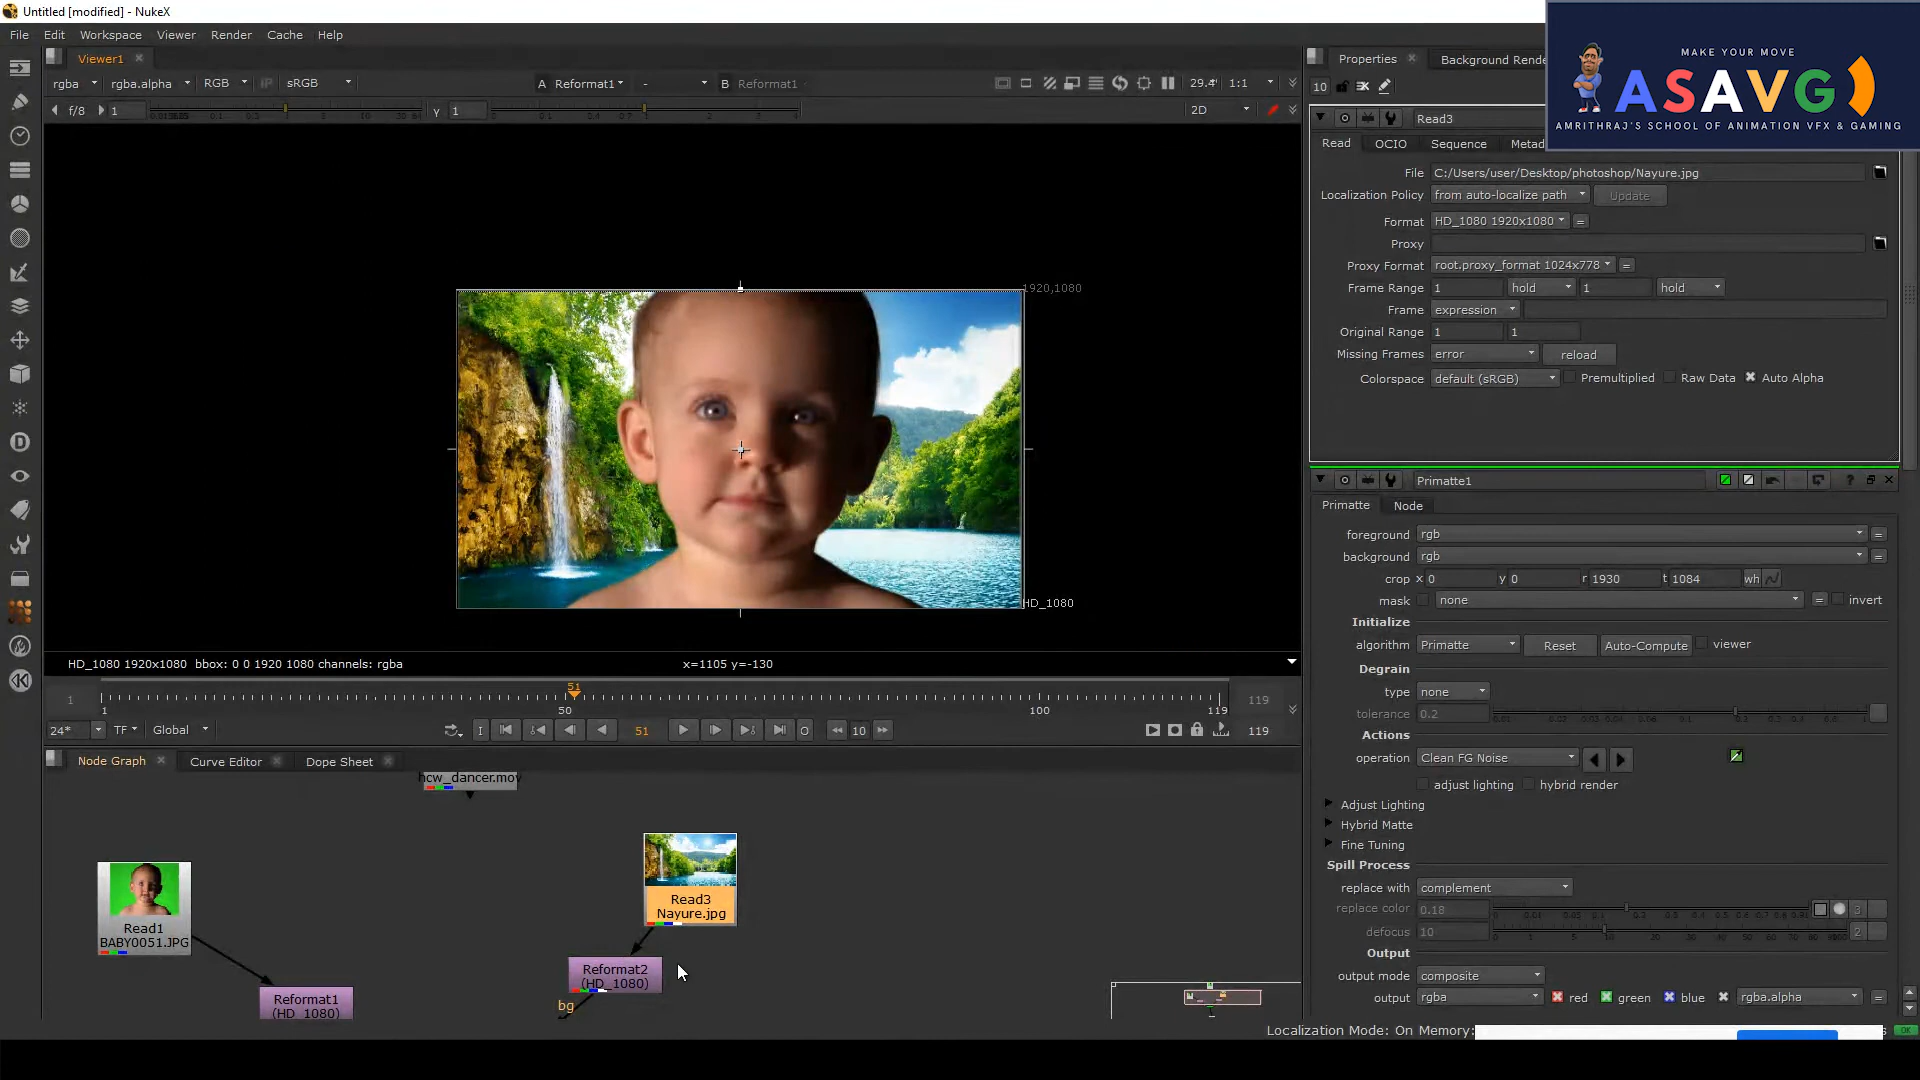 Untitled [modified] - NukeX
File Edit Workspace Viewer Render Cache Help
Viewer1
rgba rgba.alpha RGB IP sRGB A Reformat1 - B Reformat1 1:1
f/8 1 Y 1 2D
1920,1080
HD_1080
HD_1080 1920x1080 bbox: 0 0 1920 1080 channels: rgba x=1105 y=-130
51
1 1 50 100 119 119
24* TF Global I 51 O 10 119
Node Graph Curve Editor Dope Sheet
hcw_dancer.mov
Read1
BABY0051.JPG
Read3
Nayure.jpg
Reformat2
(HD_1080)
Reformat1
(HD_1080)
bg
Properties Background Rende
10
Read3
Read OCIO Sequence Metad
File C:/Users/user/Desktop/photoshop/Nayure.jpg
Localization Policy from auto-localize path Update
Format HD_1080 1920x1080 =
Proxy
Proxy Format root.proxy_format 1024x778 =
Frame Range 1 hold 1 hold
Frame expression
Original Range 1 1
Missing Frames error reload
Colorspace default (sRGB) Premultiplied Raw Data Auto Alpha
Primatte1
Primatte Node
foreground rgb =
background rgb =
crop x 0 y 0 r 1930 t 1084 wh
mask none = invert
Initialize
algorithm Primatte Reset Auto-Compute viewer
Degrain
type none
tolerance 0.2
Actions
operation Clean FG Noise
adjust lighting hybrid render
Adjust Lighting
Hybrid Matte
Fine Tuning
Spill Process
replace with complement
replace color 0.18 3
defocus 10 2
Output
output mode composite
output rgba red green blue rgba.alpha =
Localization Mode: On Memory:
OK
MAKE YOUR MOVE
ASAVG
AMRITHRAJ'S SCHOOL OF ANIMATION VFX & GAMING